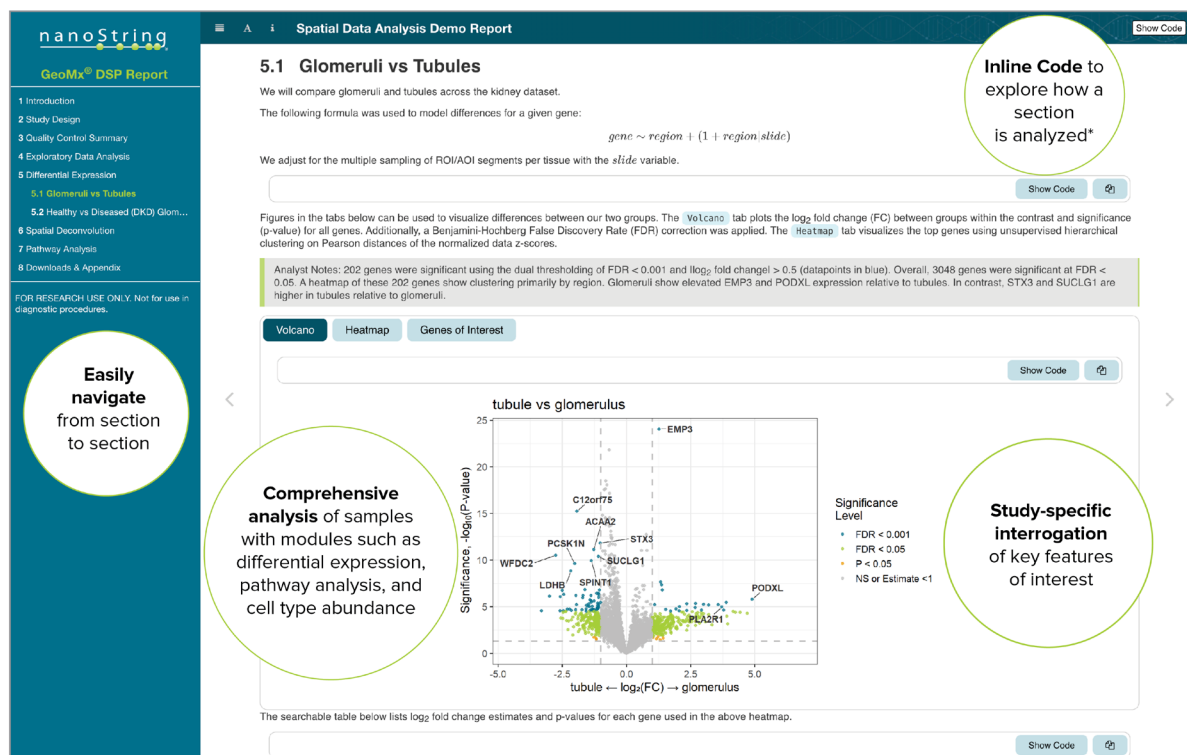 nanoString
GeoMx® DSP Report
1 Introduction
2 Study Design
3 Quality Control Summary
4 Exploratory Data Analysis
5 Differential Expression
5.1 Glomeruli vs Tubules
5.2 Healthy vs Diseased (DKD) Glom...
6 Spatial Deconvolution
7 Pathway Analysis
8 Downloads & Appendix
FOR RESEARCH USE ONLY. Not for use in
diagnostic procedures.
Easily
navigate
from section
to section
A i Spatial Data Analysis Demo Report
Show Code
Inline Code to
explore how a
section
is analyzed*
5.1 Glomeruli vs Tubules
We will compare glomeruli and tubules across the kidney dataset.
The following formula was used to model differences for a given gene:
gene ∼ region + (1 + region|slide)
We adjust for the multiple sampling of ROI/AOI segments per tissue with the slide variable.
Show Code
Figures in the tabs below can be used to visualize differences between our two groups. The Volcano tab plots the log₂ fold change (FC) between groups within the contrast and significance
(p-value) for all genes. Additionally, a Benjamini-Hochberg False Discovery Rate (FDR) correction was applied. The Heatmap tab visualizes the top genes using unsupervised hierarchical
clustering on Pearson distances of the normalized data z-scores.
Analyst Notes: 202 genes were significant using the dual thresholding of FDR < 0.001 and |log₂ fold change| > 0.5 (datapoints in blue). Overall, 3048 genes were significant at FDR <
0.05. A heatmap of these 202 genes show clustering primarily by region. Glomeruli show elevated EMP3 and PODXL expression relative to tubules. In contrast, STX3 and SUCLG1 are
higher in tubules relative to glomeruli.
Volcano Heatmap Genes of Interest
Show Code
Comprehensive
analysis of samples
with modules such as
differential expression,
pathway analysis, and
cell type abundance
tubule vs glomerulus
Significance, -log₁₀(P-value)
25
20
15
10
5
0
EMP3
C12orf75
ACAA2
STX3
PCSK1N
WFDC2
SUCLG1
LDHB
SPINT1
PODXL
PLA2R1
-5.0 -2.5 0.0 2.5 5.0
tubule ← log₂(FC) → glomerulus
Significance
Level
FDR < 0.001
FDR < 0.05
P < 0.05
NS or Estimate <1
Study-specific
interrogation
of key features
of interest
The searchable table below lists log₂ fold change estimates and p-values for each gene used in the above heatmap.
Show Code